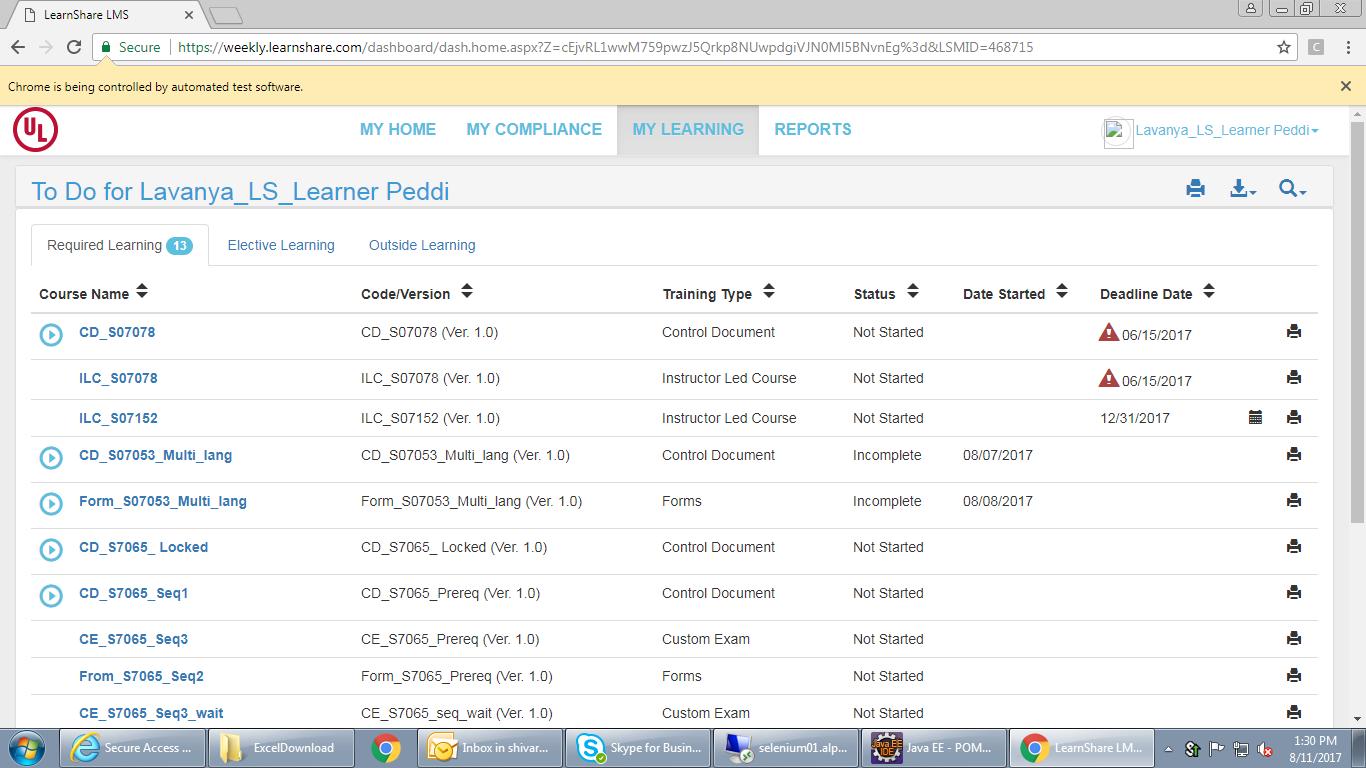 LearnShare LMS
Secure https://weekly.learnshare.com/dashboard/dash.home.aspx?Z=cEjvRL1wwM759pwzJ5Qrkp8NUwpdgiVJN0MI5BNvnEg%3d&LSMID=468715
Chrome is being controlled by automated test software.
UL MY HOME MY COMPLIANCE MY LEARNING REPORTS Lavanya_LS_Learner Peddi
To Do for Lavanya_LS_Learner Peddi
Required Learning 13 Elective Learning Outside Learning
Course Name Code/Version Training Type Status Date Started Deadline Date
CD_S07078 CD_S07078 (Ver. 1.0) Control Document Not Started 06/15/2017
ILC_S07078 ILC_S07078 (Ver. 1.0) Instructor Led Course Not Started 06/15/2017
ILC_S07152 ILC_S07152 (Ver. 1.0) Instructor Led Course Not Started 12/31/2017
CD_S07053_Multi_lang CD_S07053_Multi_lang (Ver. 1.0) Control Document Incomplete 08/07/2017
Form_S07053_Multi_lang Form_S07053_Multi_lang (Ver. 1.0) Forms Incomplete 08/08/2017
CD_S7065_ Locked CD_S7065_ Locked (Ver. 1.0) Control Document Not Started
CD_S7065_Seq1 CD_S7065_Prereq (Ver. 1.0) Control Document Not Started
CE_S7065_Seq3 CE_S7065_Prereq (Ver. 1.0) Custom Exam Not Started
From_S7065_Seq2 Form_S7065_Prereq (Ver. 1.0) Forms Not Started
CE_S7065_Seq3_wait CE_S7065_seq_wait (Ver. 1.0) Custom Exam Not Started
Secure Access ... ExcelDownload Inbox in shivar... Skype for Busin... selenium01.alp... Java EE IDE Java EE - POM... LearnShare LM... 1:30 PM
8/11/2017